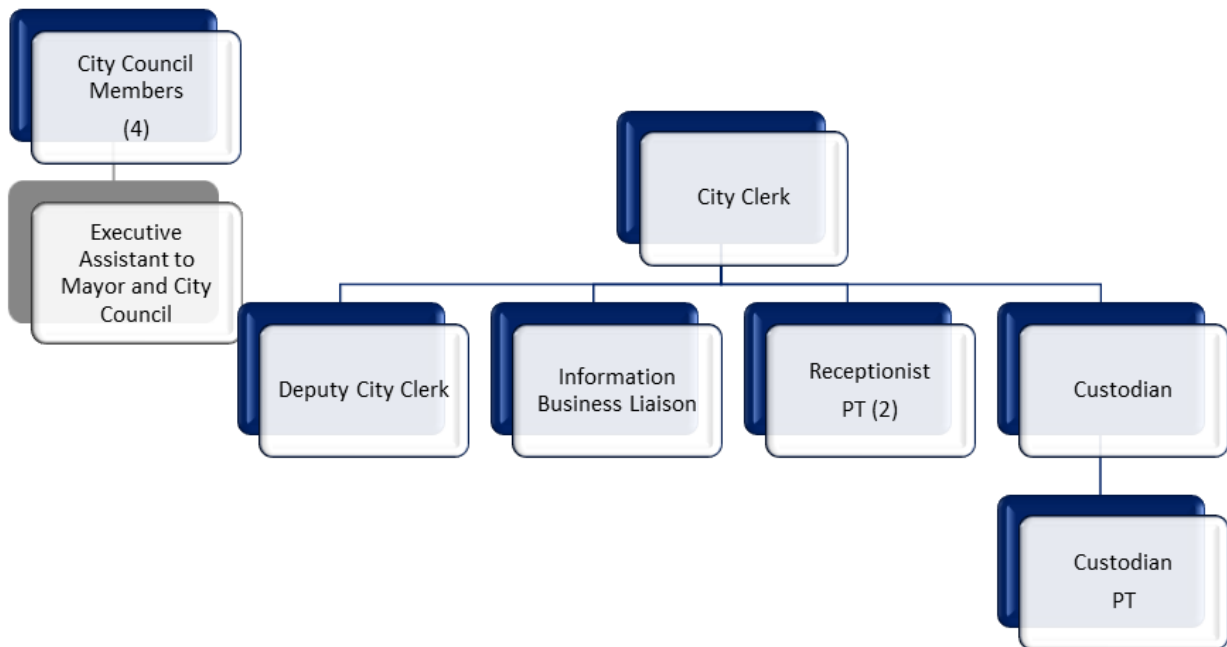 City Council
Members
(4)
Executive
Assistant to
Mayor and City
Council
City Clerk
Deputy City Clerk
Information
Business Liaison
Receptionist
PT (2)
Custodian
Custodian
PT